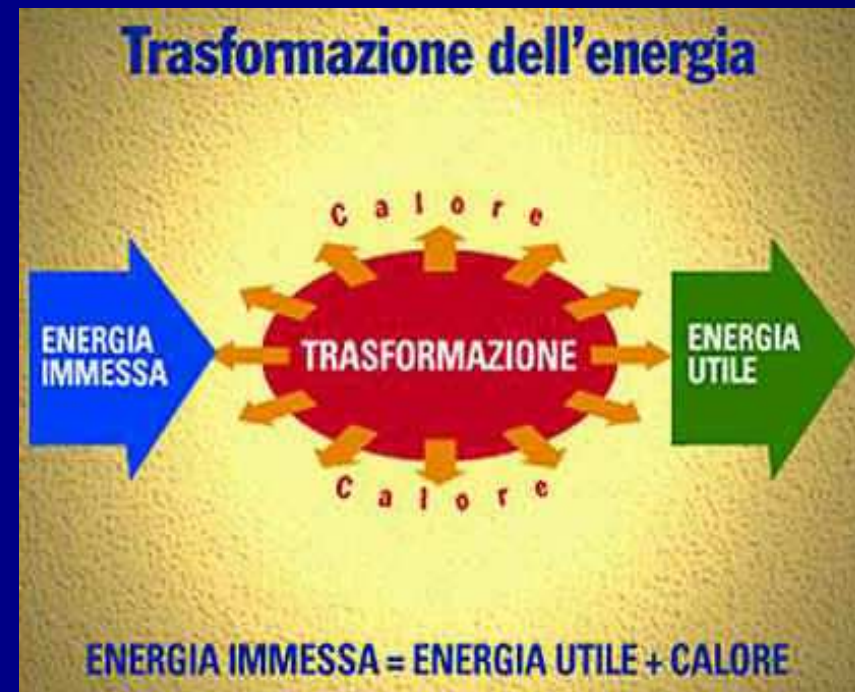 Trasformazione dell'energia
Calore
ENERGIA
IMMESSA
TRASFORMAZIONE
ENERGIA
UTILE
Calore
ENERGIA IMMESSA = ENERGIA UTILE + CALORE